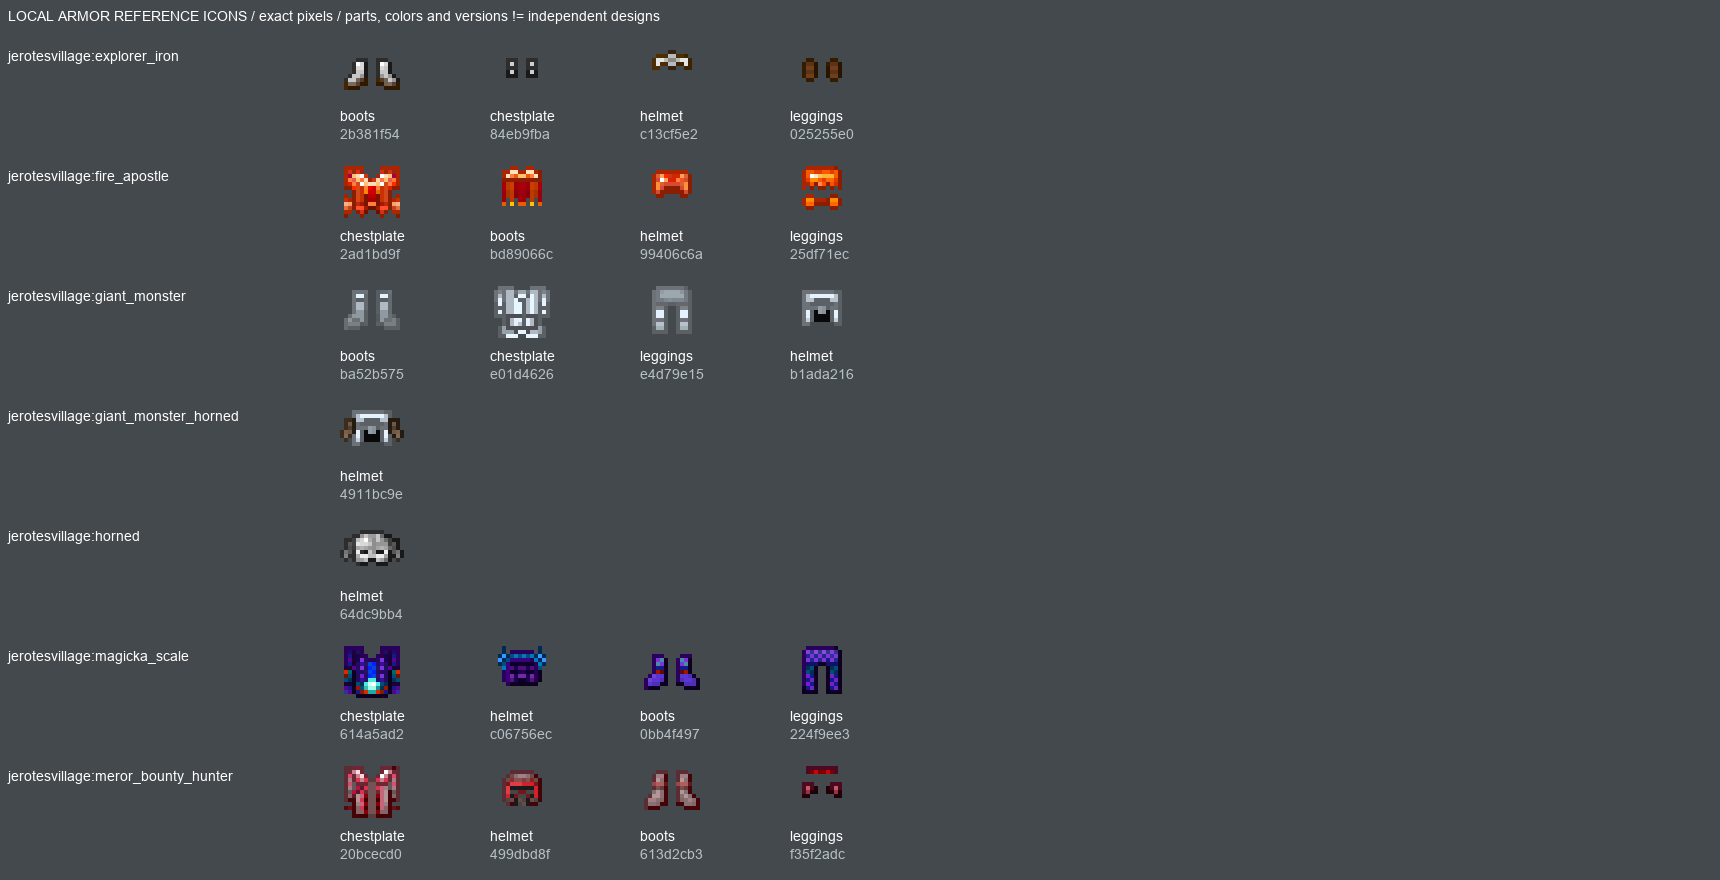 LOCAL ARMOR REFERENCE ICONS / exact pixels / parts, colors and versions != independent designs
jerotesvillage:explorer_iron
boots chestplate helmet leggings
2b381f54 84eb9fba c13cf5e2 025255e0
jerotesvillage:fire_apostle
chestplate boots helmet leggings
2ad1bd9f bd89066c 99406c6a 25df71ec
jerotesvillage:giant_monster
boots chestplate leggings helmet
ba52b575 e01d4626 e4d79e15 b1ada216
jerotesvillage:giant_monster_horned
helmet
4911bc9e
jerotesvillage:horned
helmet
64dc9bb4
jerotesvillage:magicka_scale
chestplate helmet boots leggings
614a5ad2 c06756ec 0bb4f497 224f9ee3
jerotesvillage:meror_bounty_hunter
chestplate helmet boots leggings
20bcecd0 499dbd8f 613d2cb3 f35f2adc